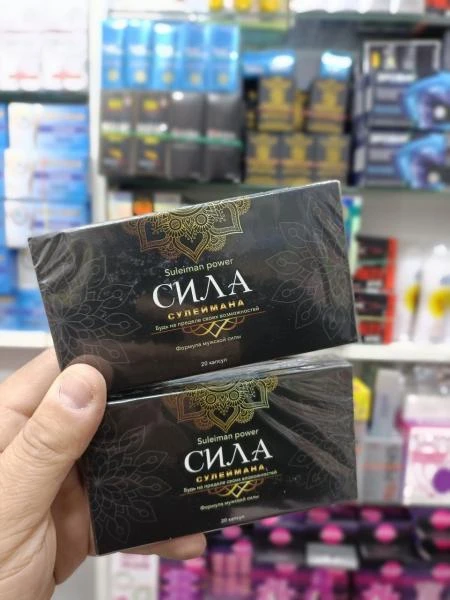 Suleiman power
СИЛА
СУЛЕЙМАНА
Будь на пределе своих возможностей
Формула мужской силы
20 капсул
Suleiman power
СИЛА
СУЛЕЙМАНА
Будь на пределе своих возможностей
Формула мужской силы
20 капсул